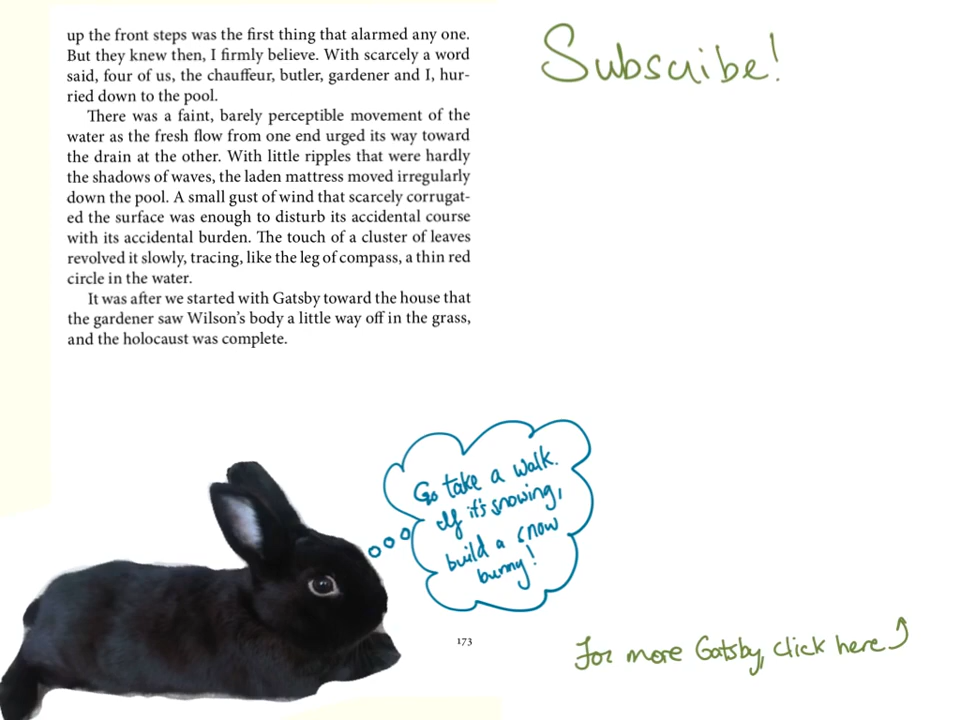 up the front steps was the first thing that alarmed any one.
But they knew then, I firmly believe. With scarcely a word
said, four of us, the chauffeur, butler, gardener and I, hur-
ried down to the pool.
There was a faint, barely perceptible movement of the
water as the fresh flow from one end urged its way toward
the drain at the other. With little ripples that were hardly
the shadows of waves, the laden mattress moved irregularly
down the pool. A small gust of wind that scarcely corrugat-
ed the surface was enough to disturb its accidental course
with its accidental burden. The touch of a cluster of leaves
revolved it slowly, tracing, like the leg of compass, a thin red
circle in the water.
It was after we started with Gatsby toward the house that
the gardener saw Wilson's body a little way off in the grass,
and the holocaust was complete.
Subscribe!
Go take a walk.
If it's snowing,
build a snow
bunny!
173
For more Gatsby, click here